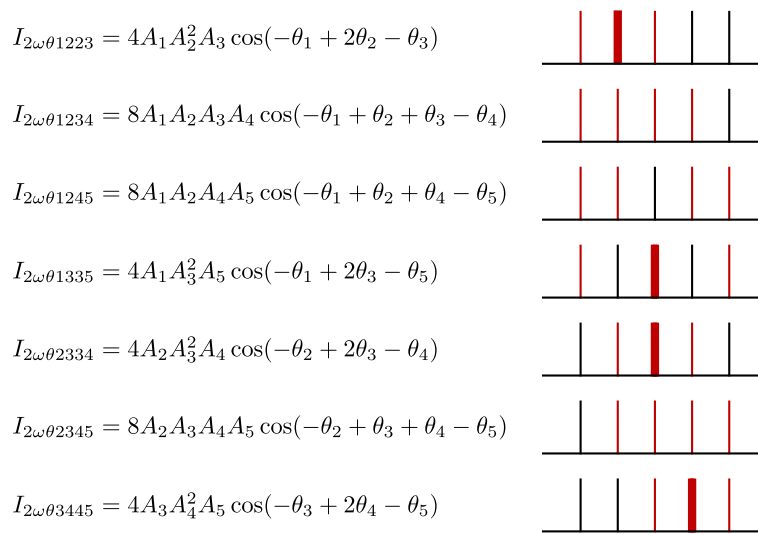 I_{2ωθ1223} = 4A_1A_2^2A_3 cos(−θ_1 + 2θ_2 − θ_3)
I_{2ωθ1234} = 8A_1A_2A_3A_4 cos(−θ_1 + θ_2 + θ_3 − θ_4)
I_{2ωθ1245} = 8A_1A_2A_4A_5 cos(−θ_1 + θ_2 + θ_4 − θ_5)
I_{2ωθ1335} = 4A_1A_3^2A_5 cos(−θ_1 + 2θ_3 − θ_5)
I_{2ωθ2334} = 4A_2A_3^2A_4 cos(−θ_2 + 2θ_3 − θ_4)
I_{2ωθ2345} = 8A_2A_3A_4A_5 cos(−θ_2 + θ_3 + θ_4 − θ_5)
I_{2ωθ3445} = 4A_3A_4^2A_5 cos(−θ_3 + 2θ_4 − θ_5)